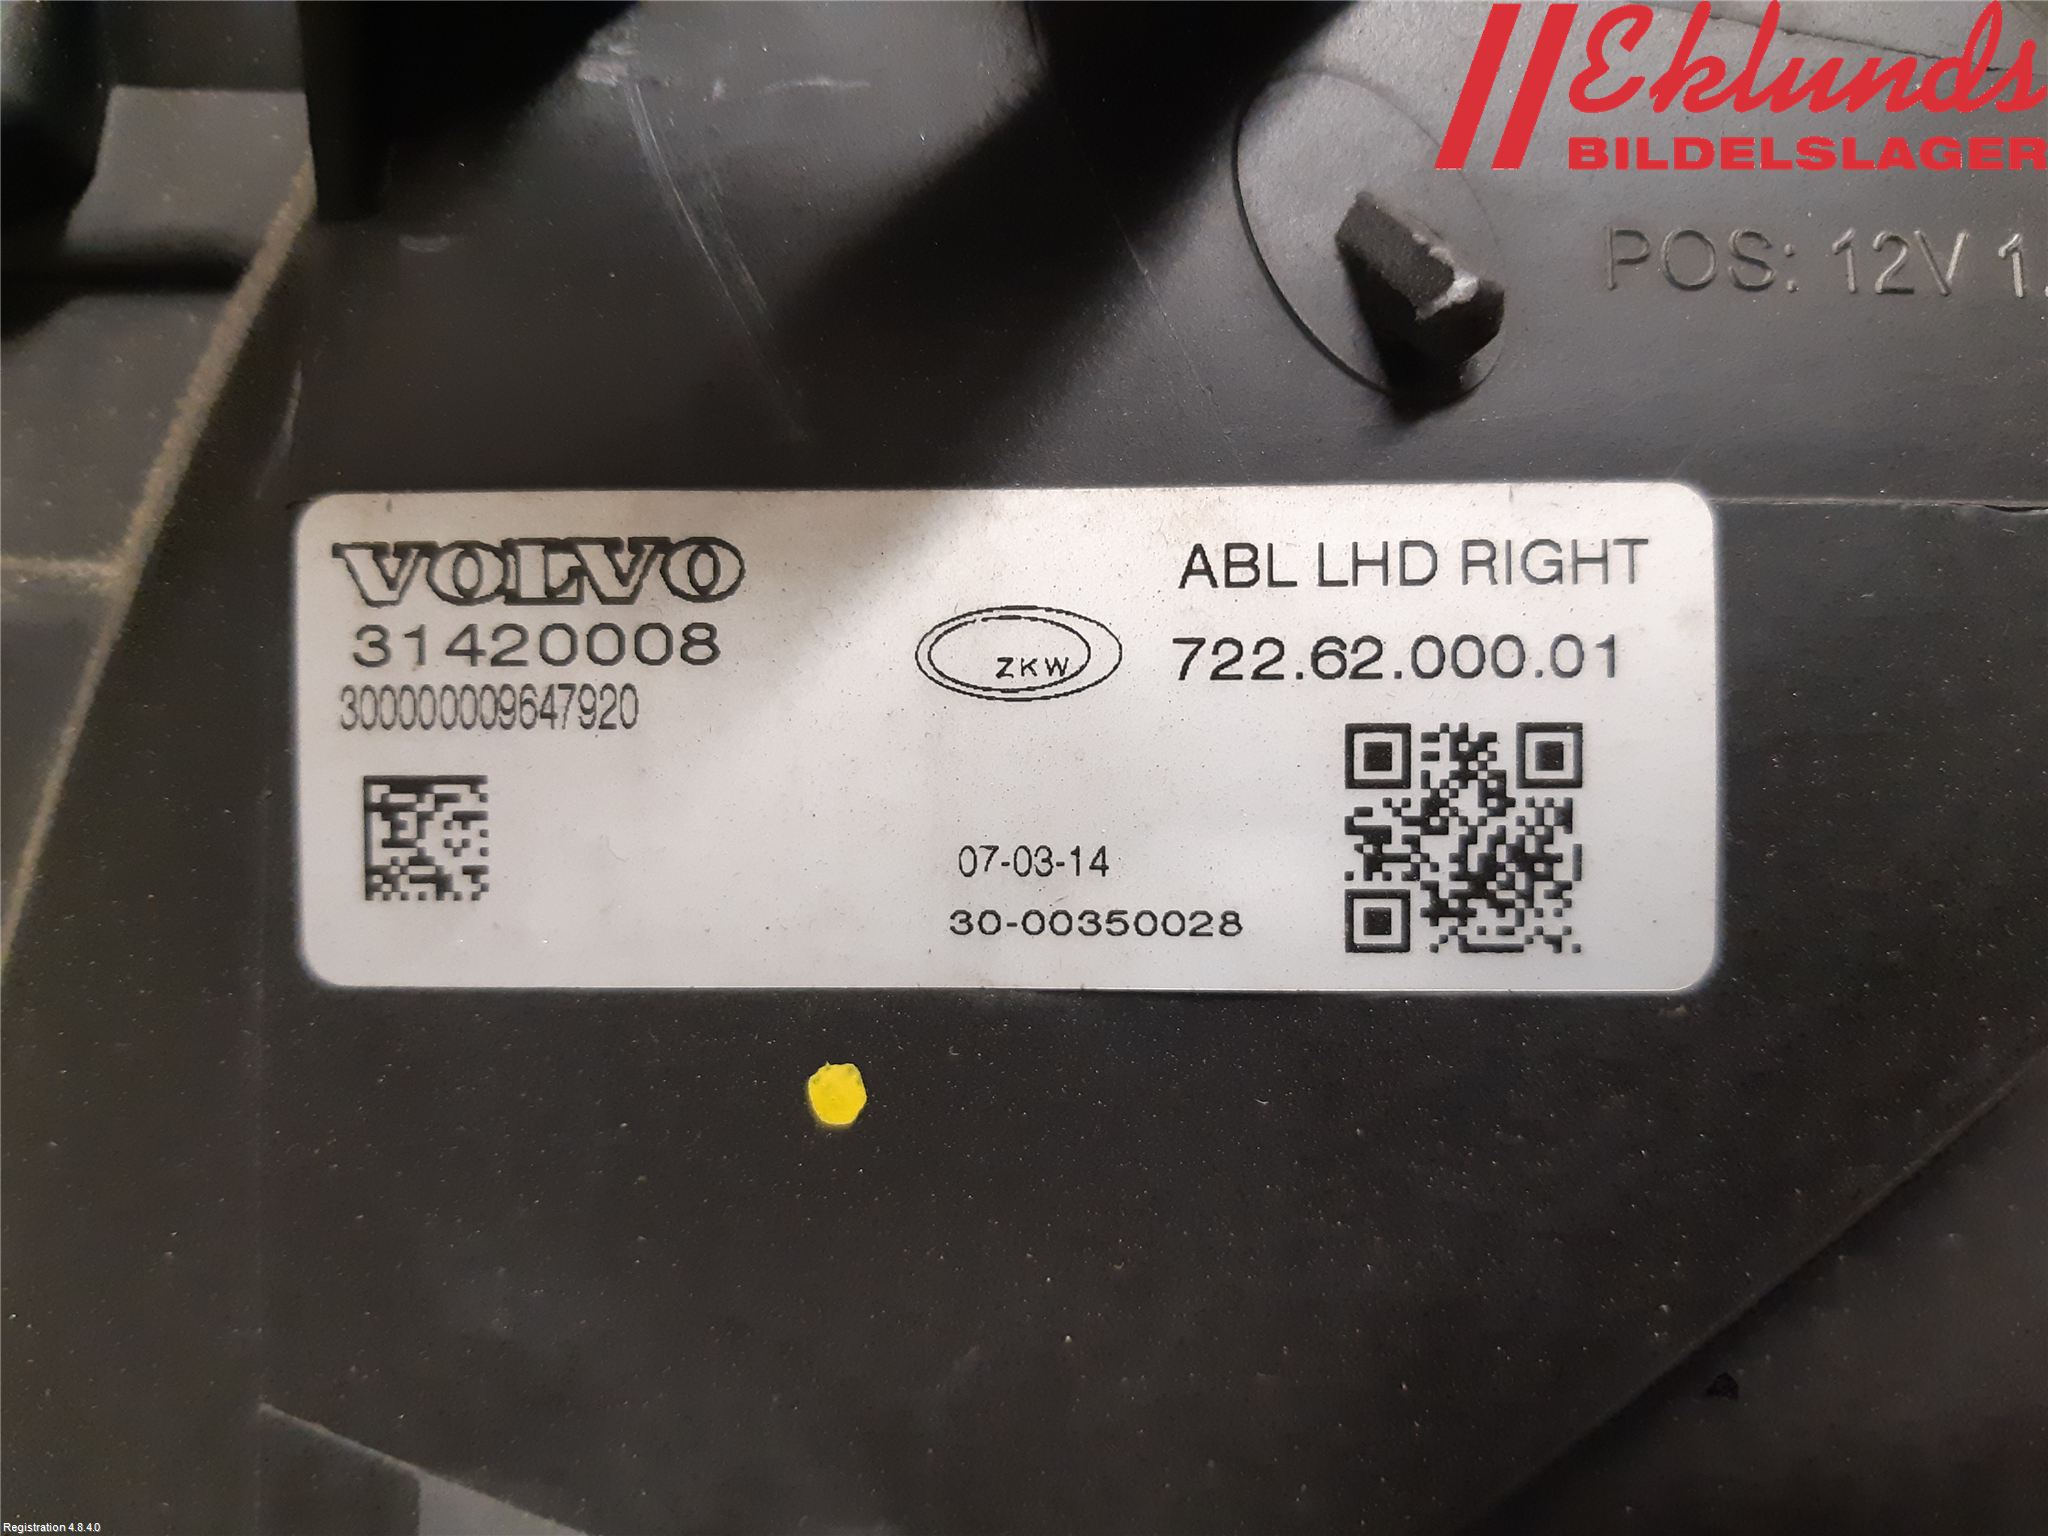 Eklunds
BILDELSLAGER
POS: 12V 1.
VOLVO
ABL LHD RIGHT
31420008
ZKW
722.62.000.01
300000009647920
07-03-14
30-00350028
Registration 4.8.4.0